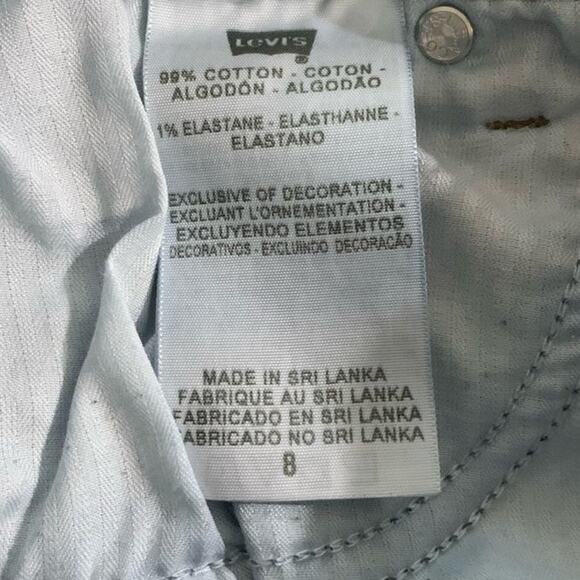 Levi's
®
99% COTTON - COTON -
ALGODÓN - ALGODÃO
1% ELASTANE - ELASTHANNE -
ELASTANO
EXCLUSIVE OF DECORATION -
EXCLUANT L'ORNEMENTATION -
EXCLUYENDO ELEMENTOS
DECORATIVOS - EXCLUINDO DECORAÇÃO
MADE IN SRI LANKA
FABRIQUE AU SRI LANKA
FABRICADO EN SRI LANKA
FABRICADO NO SRI LANKA
8